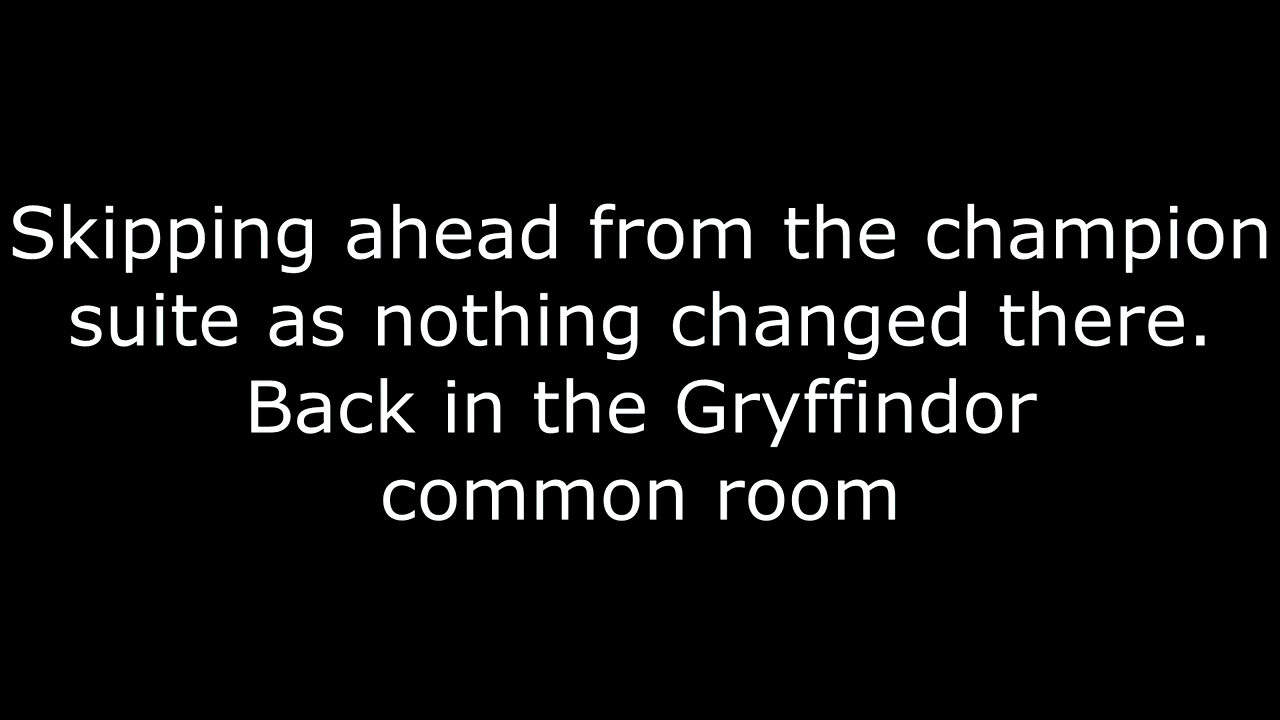 Skipping ahead from the champion
suite as nothing changed there.
Back in the Gryffindor
common room